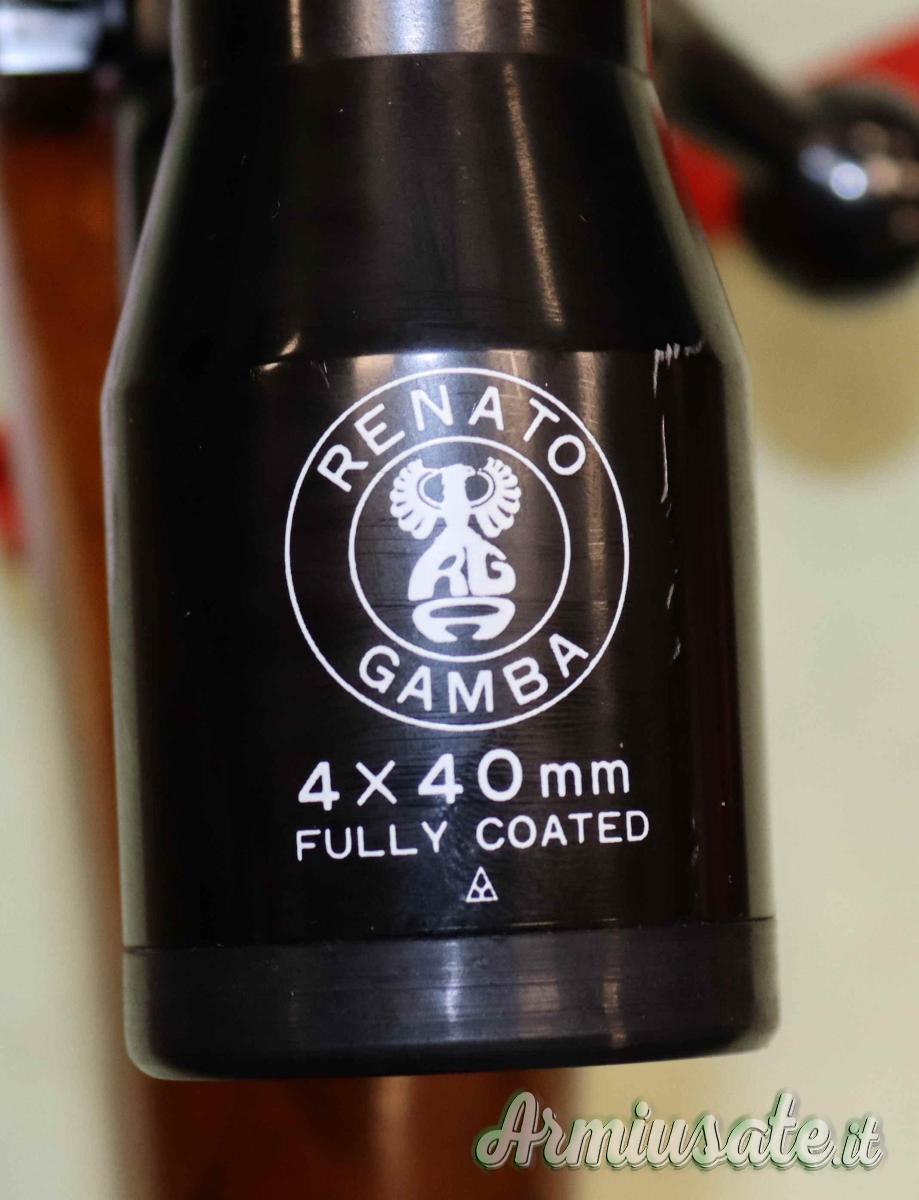 RENATO
RG
GAMBA
4×40mm
FULLY COATED
Armiusate.it